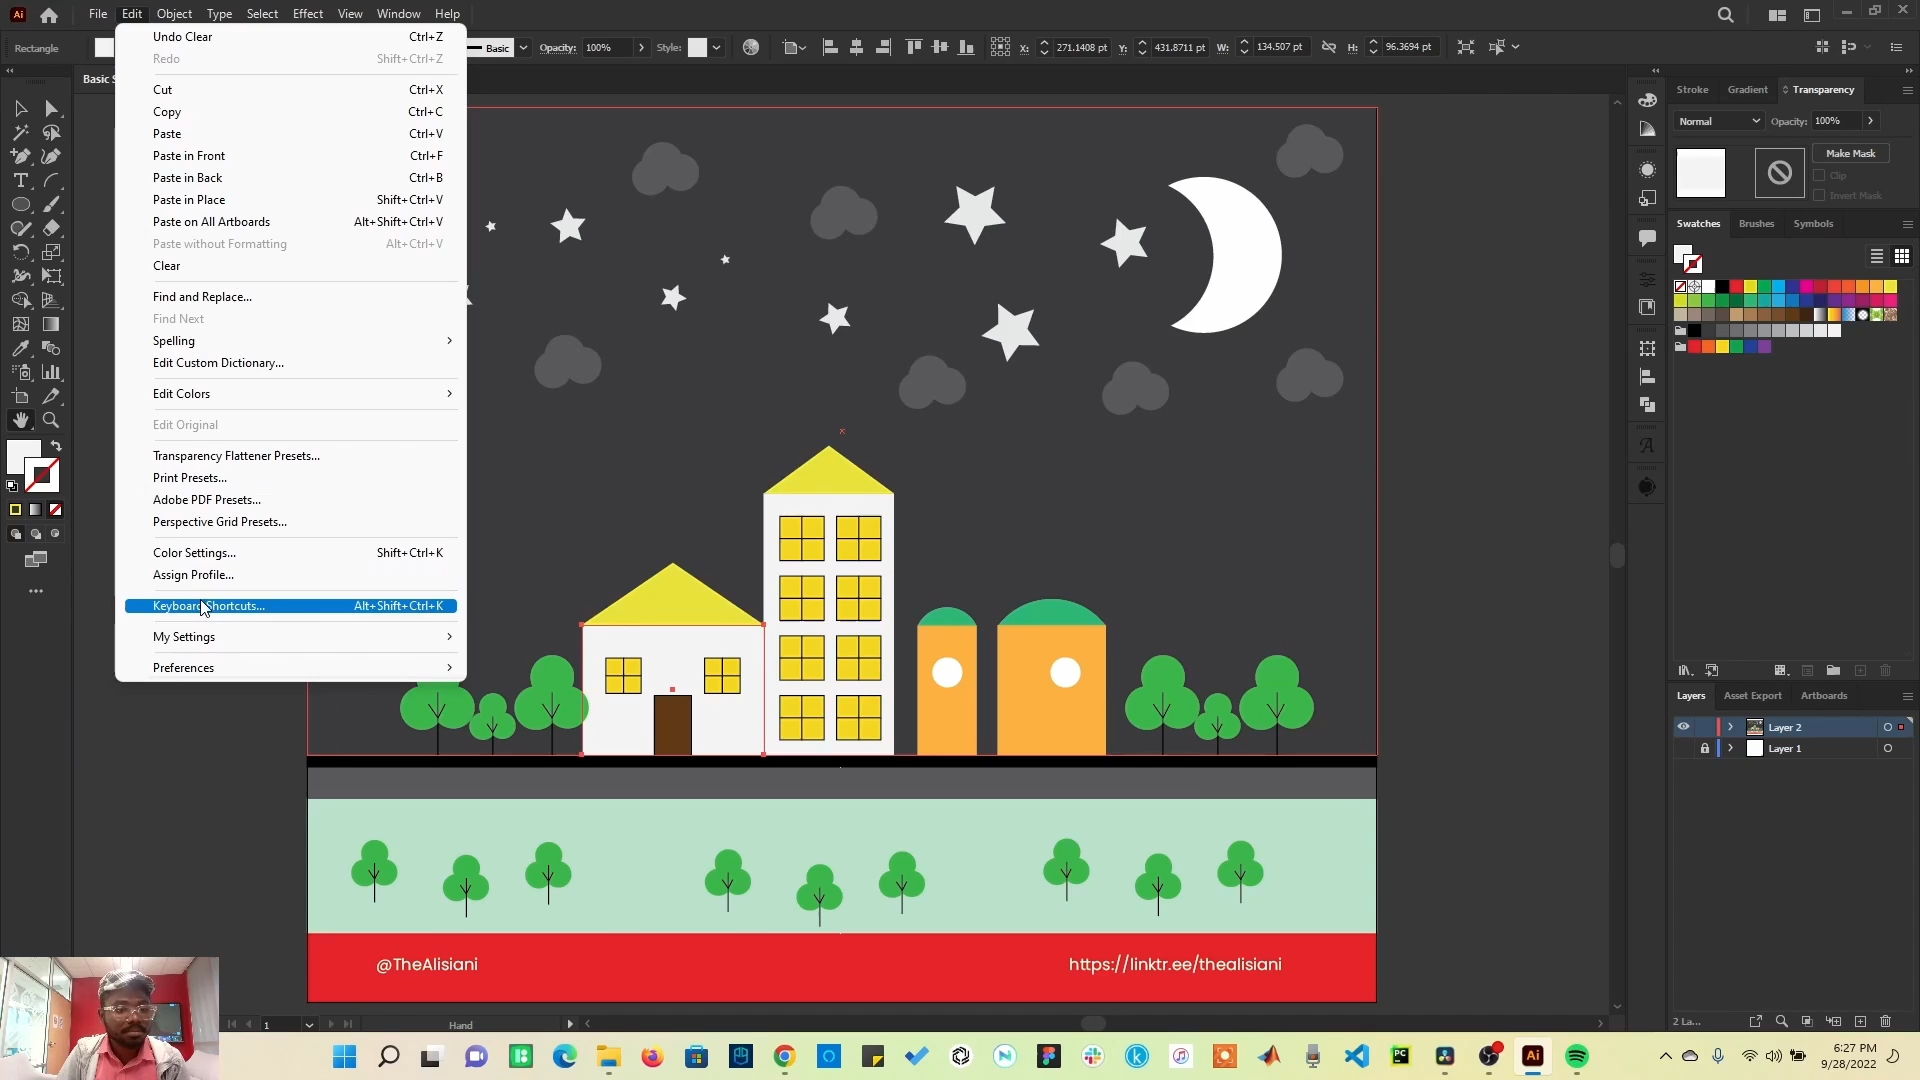 Ai File Edit Object Type Select Effect View Window Help
Rectangle Basic Opacity: 100% Style: X: 271.1408 pt Y: 431.8711 pt W: 134.507 pt H: 96.3694 pt
Basic S
Undo Clear Ctrl+Z
Redo Shift+Ctrl+Z
Cut Ctrl+X
Copy Ctrl+C
Paste Ctrl+V
Paste in Front Ctrl+F
Paste in Back Ctrl+B
Paste in Place Shift+Ctrl+V
Paste on All Artboards Alt+Shift+Ctrl+V
Paste without Formatting Alt+Ctrl+V
Clear
Find and Replace...
Find Next
Spelling
Edit Custom Dictionary...
Edit Colors
Edit Original
Transparency Flattener Presets...
Print Presets...
Adobe PDF Presets...
Perspective Grid Presets...
Color Settings... Shift+Ctrl+K
Assign Profile...
Keyboard Shortcuts... Alt+Shift+Ctrl+K
My Settings
Preferences
Stroke Gradient Transparency
Normal Opacity: 100%
Make Mask
Clip
Invert Mask
Swatches Brushes Symbols
Layers Asset Export Artboards
Layer 2
Layer 1
2 La...
@TheAlisiani https://linktr.ee/thealisiani
1 Hand
Ai
PC
6:27 PM
9/28/2022